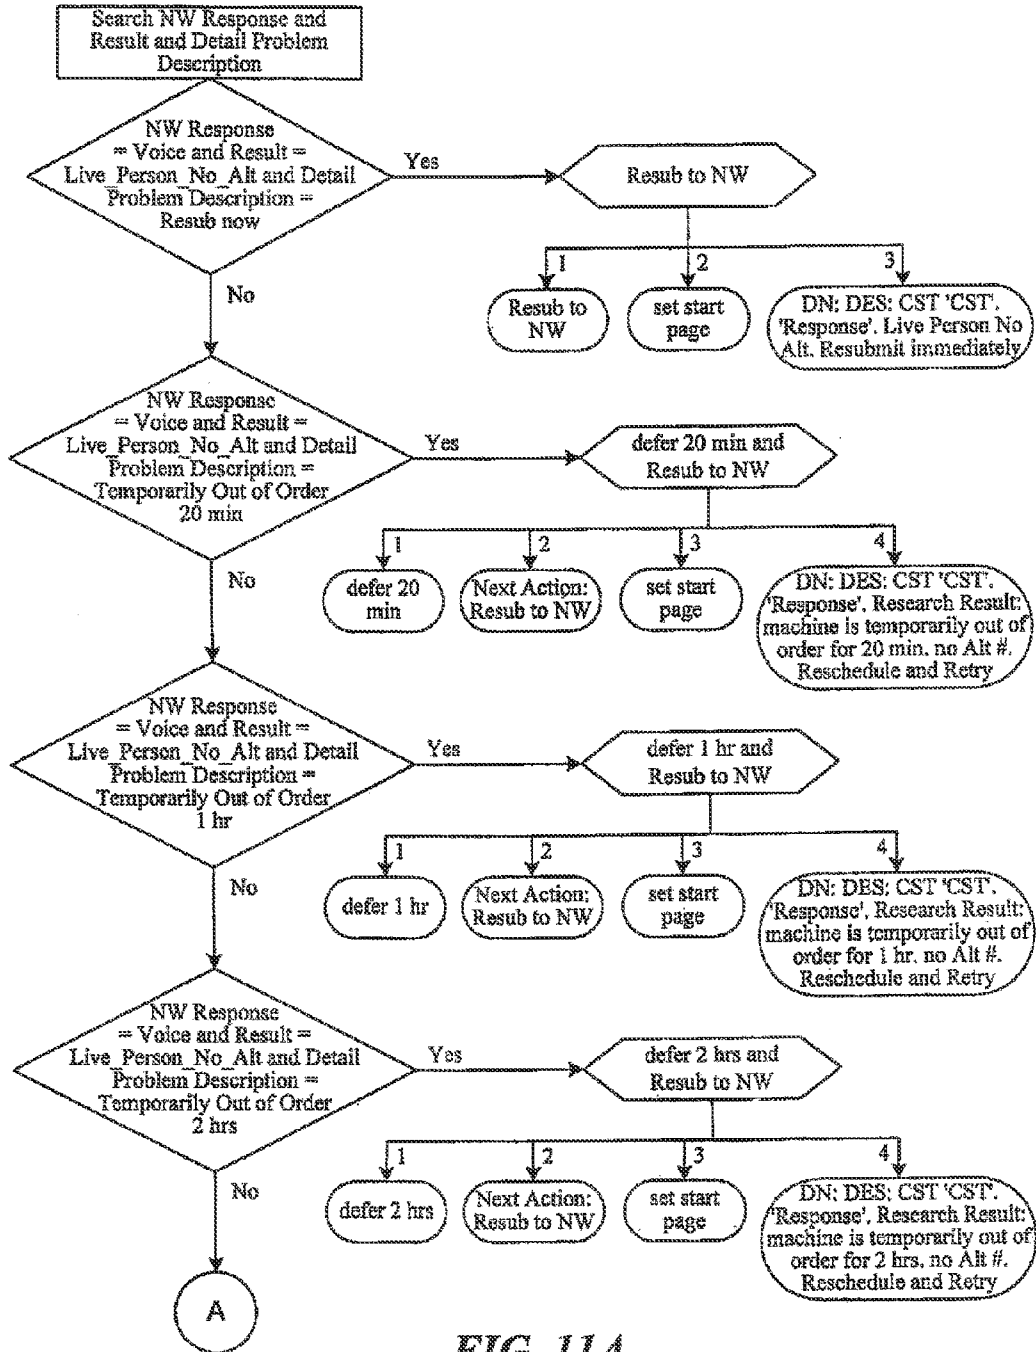 Search NW Response and
Result and Detail Problem
Description
NW Response
= Voice and Result =
Live_Person_No_Alt and Detail
Problem Description =
Resub now
Yes
Resub to NW
No
1
2
3
Resub to
NW
set start
page
DN: DES: CST 'CST'.
'Response'. Live Person No
Alt. Resubmit immediately
NW Response
= Voice and Result =
Live_Person_No_Alt and Detail
Problem Description =
Temporarily Out of Order
20 min
Yes
defer 20 min and
Resub to NW
No
1
2
3
4
defer 20
min
Next Action:
Resub to NW
set start
page
DN: DES: CST 'CST'.
'Response'. Research Result:
machine is temporarily out of
order for 20 min. no Alt #.
Reschedule and Retry
NW Response
= Voice and Result =
Live_Person_No_Alt and Detail
Problem Description =
Temporarily Out of Order
1 hr
Yes
defer 1 hr and
Resub to NW
No
1
2
3
4
defer 1 hr
Next Action:
Resub to NW
set start
page
DN: DES: CST 'CST'.
'Response'. Research Result:
machine is temporarily out of
order for 1 hr. no Alt #.
Reschedule and Retry
NW Response
= Voice and Result =
Live_Person_No_Alt and Detail
Problem Description =
Temporarily Out of Order
2 hrs
Yes
defer 2 hrs and
Resub to NW
No
1
2
3
4
defer 2 hrs
Next Action:
Resub to NW
set start
page
DN: DES: CST 'CST'.
'Response'. Research Result:
machine is temporarily out of
order for 2 hrs. no Alt #.
Reschedule and Retry
A
FIG. 11A